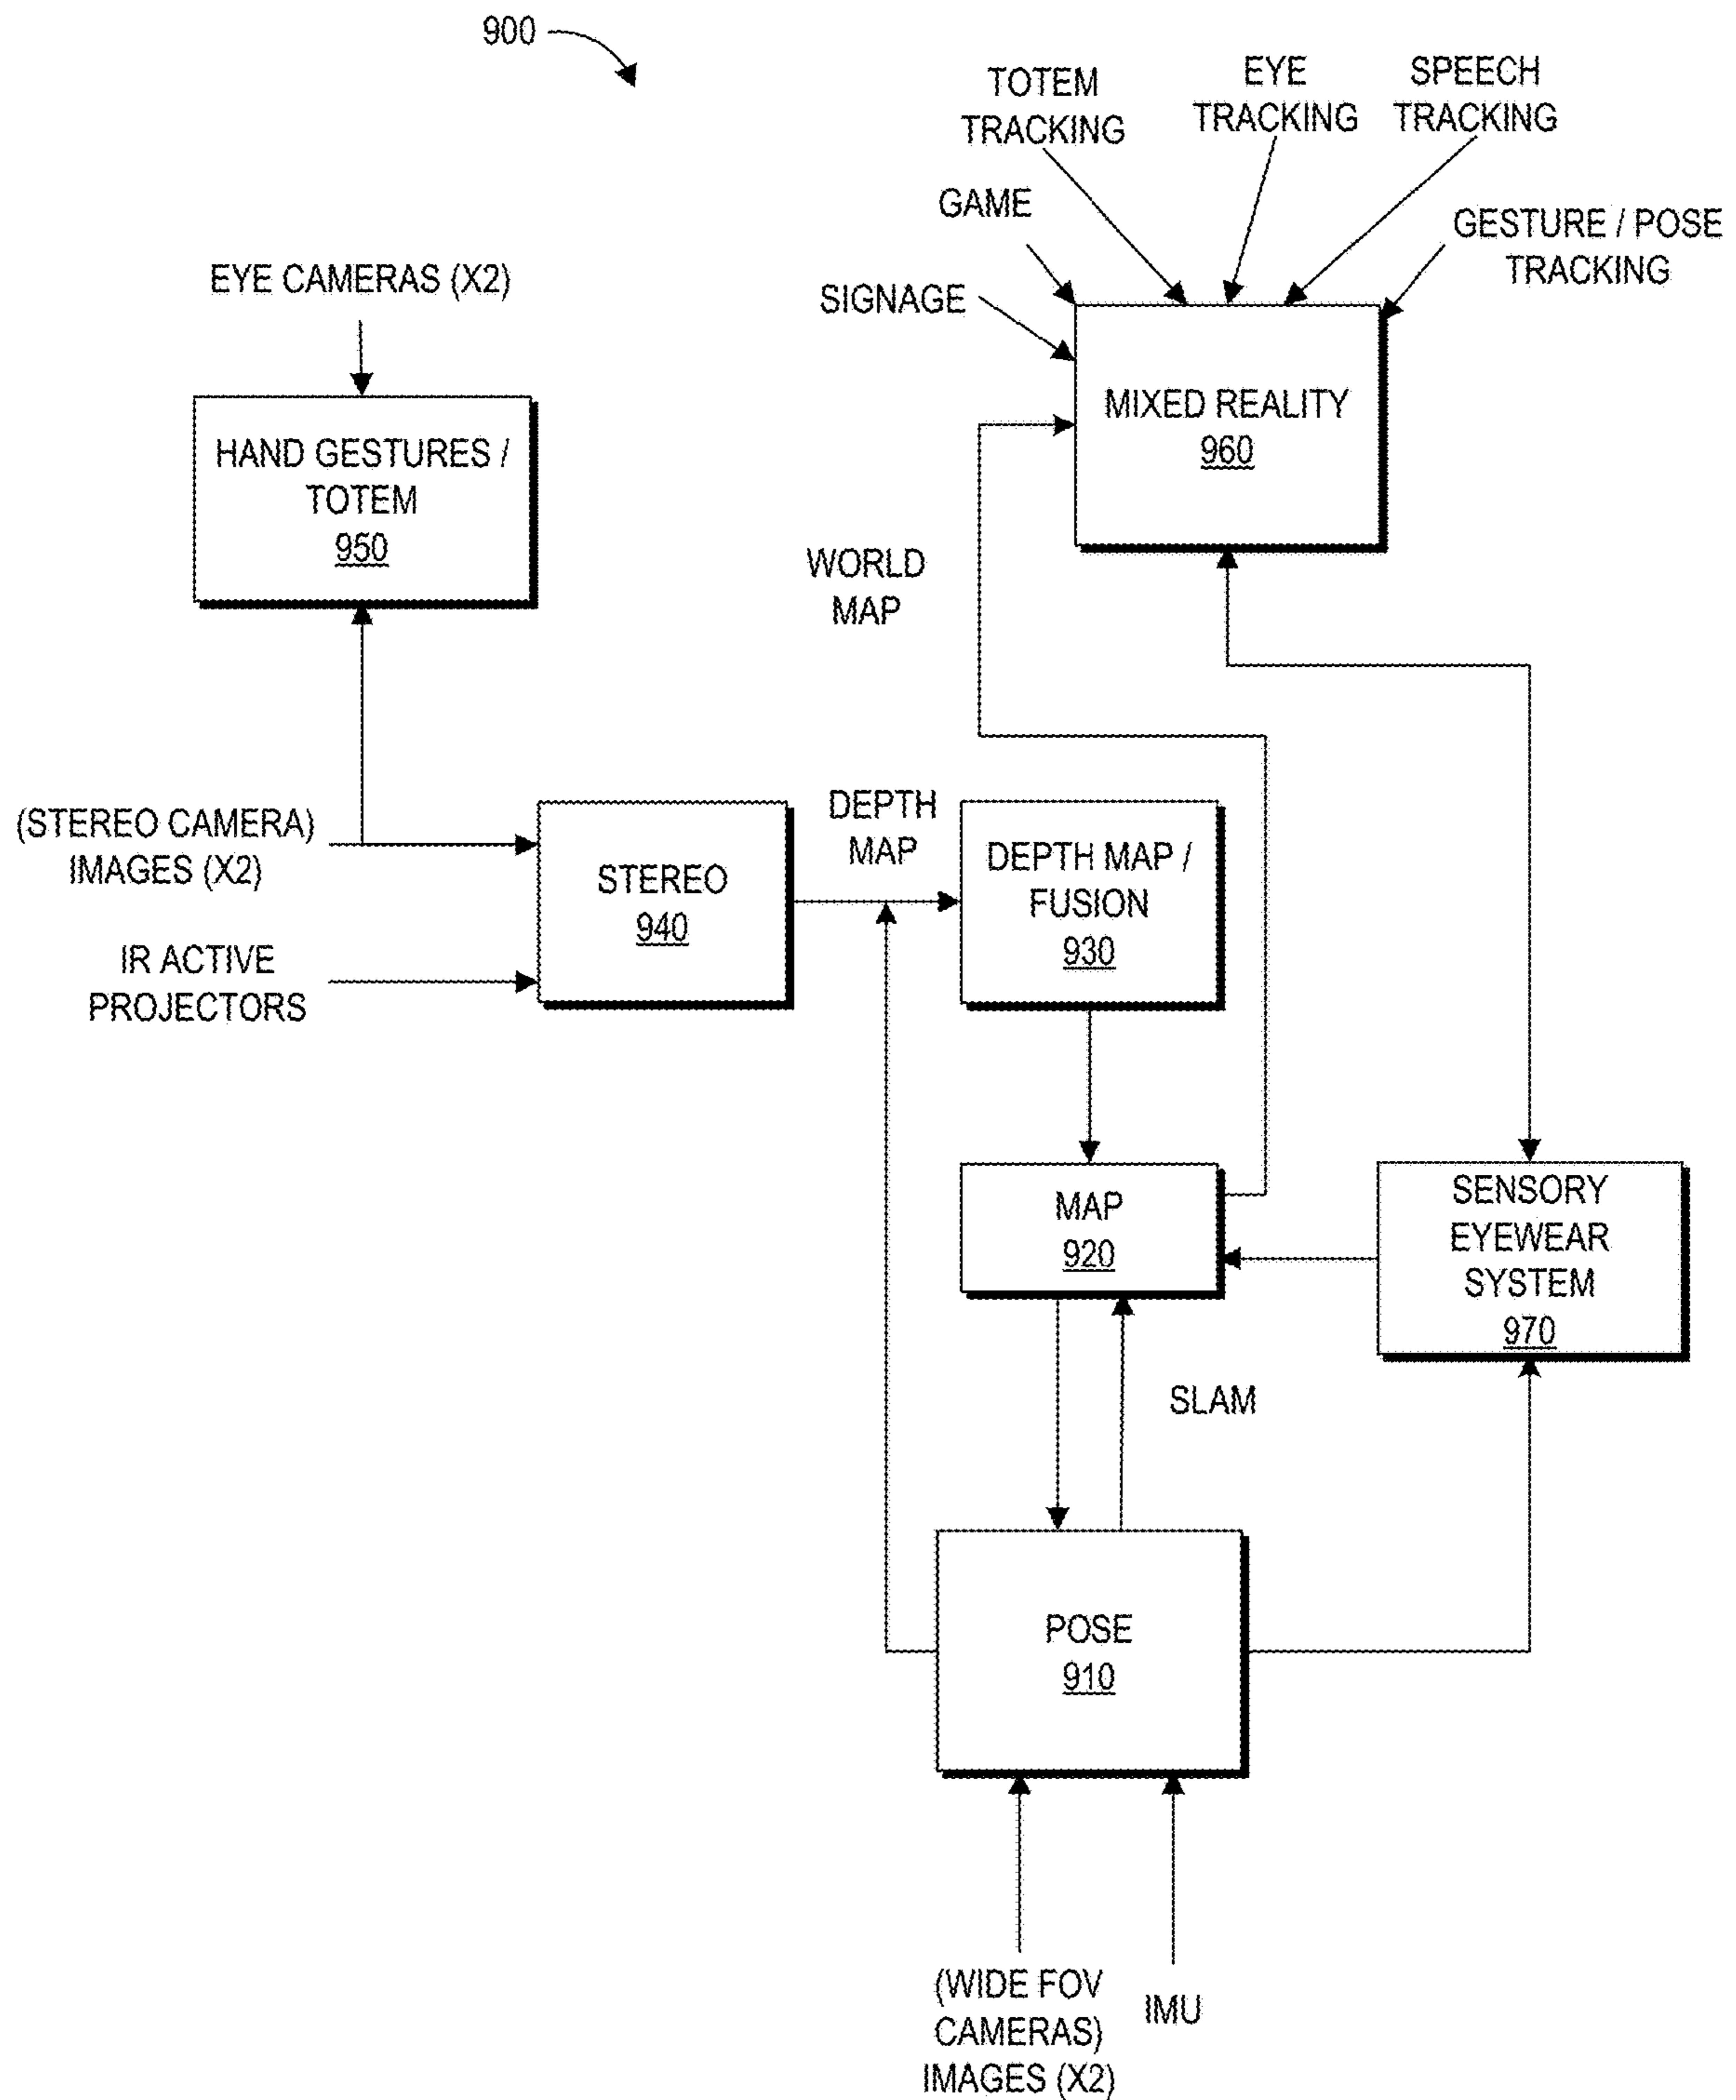 900
TOTEM
TRACKING
EYE
TRACKING
SPEECH
TRACKING
GAME
GESTURE / POSE
TRACKING
SIGNAGE
EYE CAMERAS (X2)
HAND GESTURES /
TOTEM
950
MIXED REALITY
960
WORLD
MAP
(STEREO CAMERA)
IMAGES (X2)
IR ACTIVE
PROJECTORS
STEREO
940
DEPTH
MAP
DEPTH MAP /
FUSION
930
MAP
920
SENSORY
EYEWEAR
SYSTEM
970
SLAM
POSE
910
(WIDE FOV
CAMERAS)
IMAGES (X2)
IMU